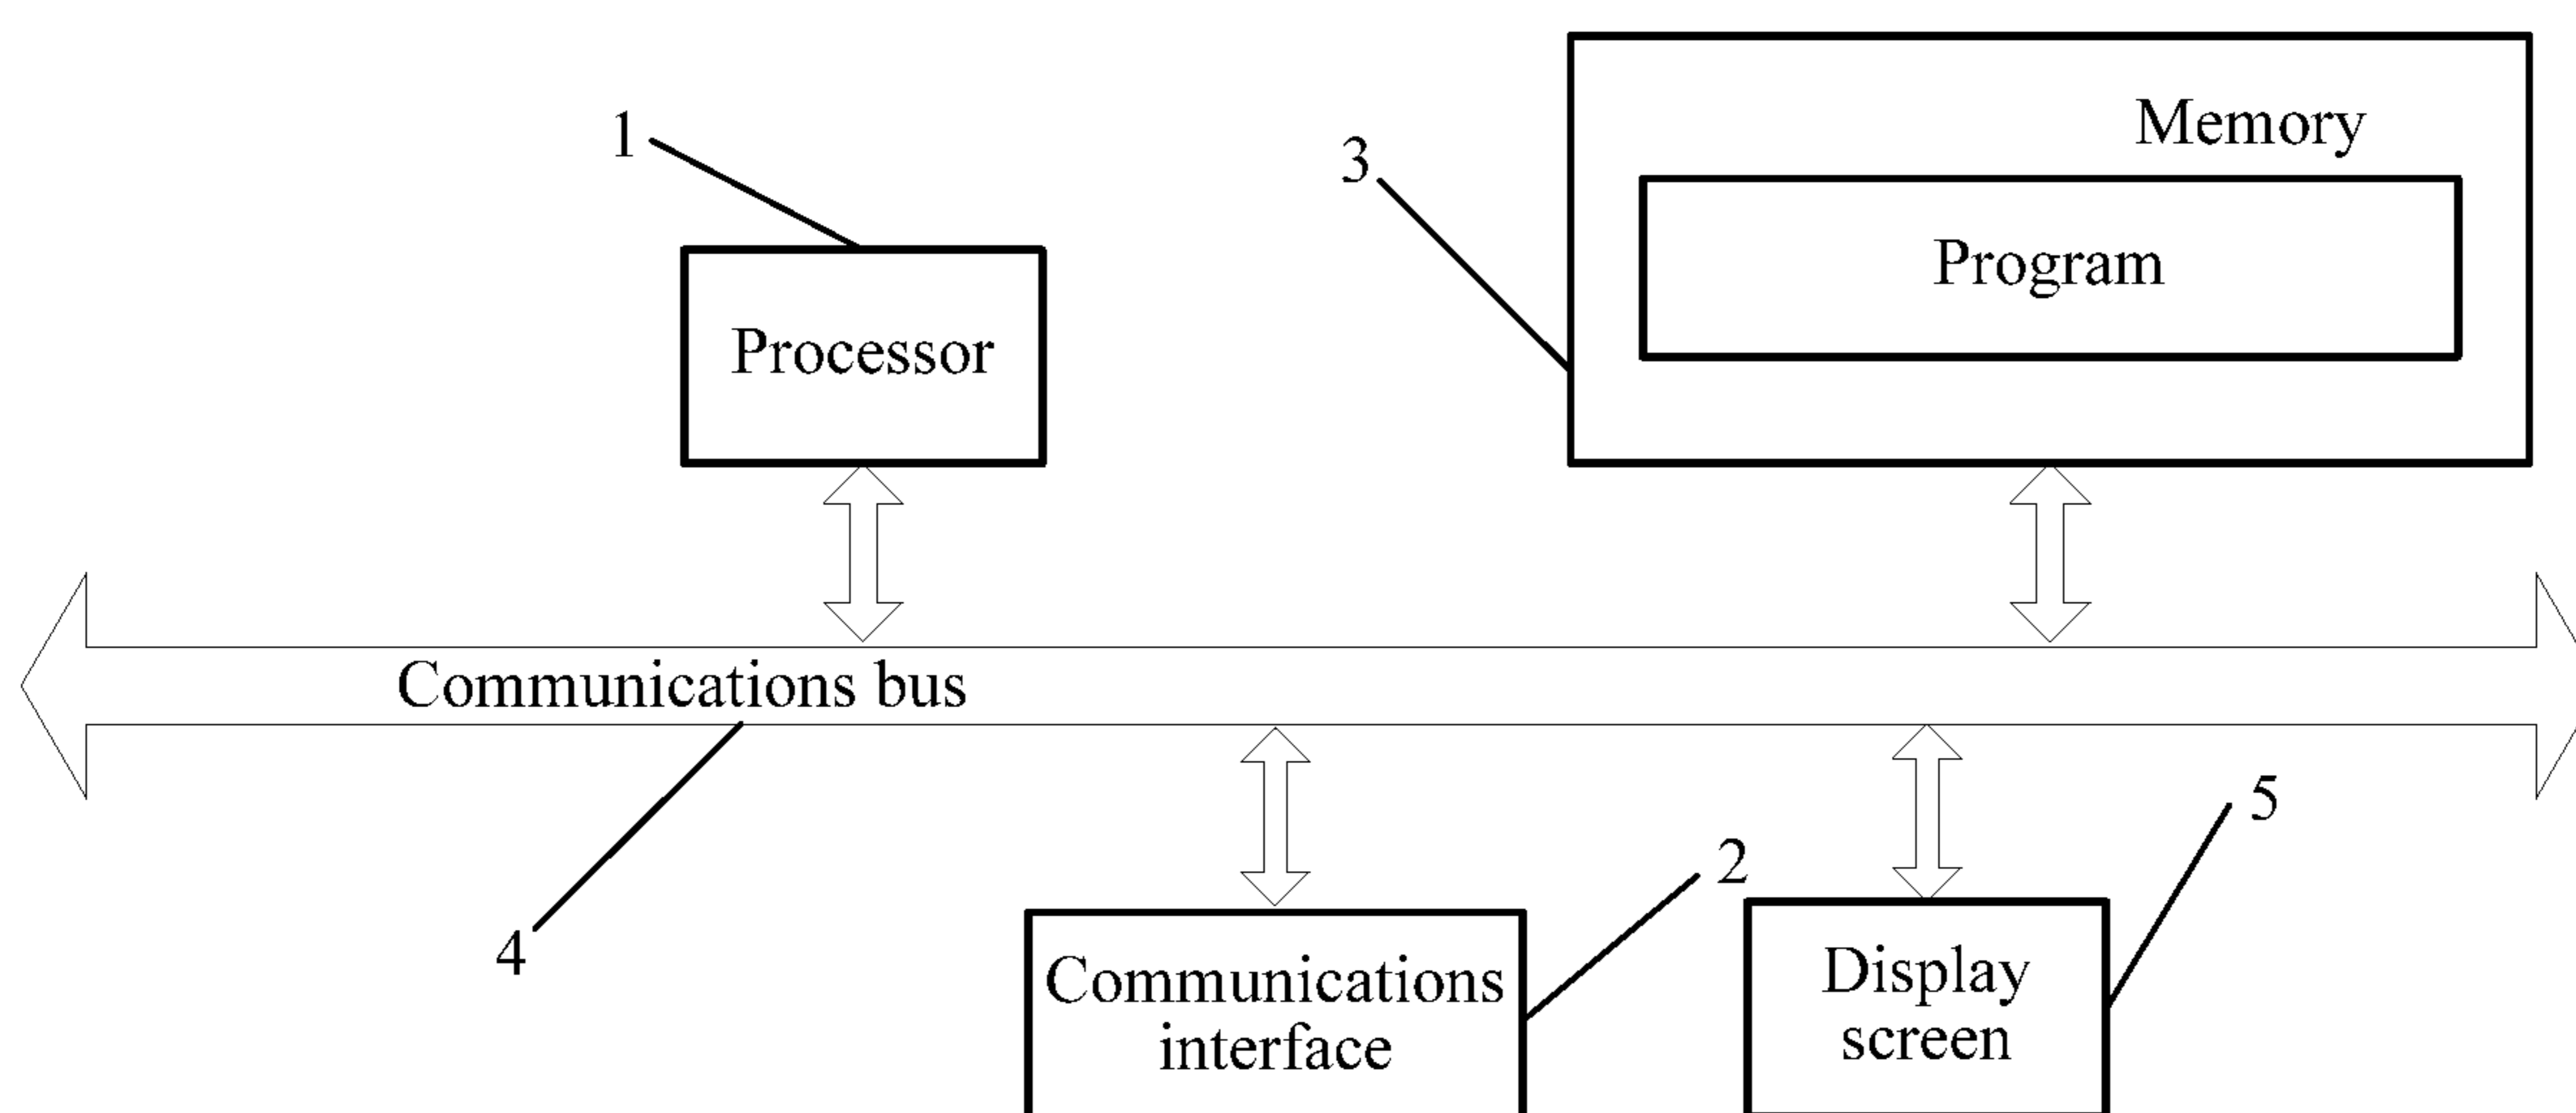 Memory
1
3
Program
Processor
Communications bus
5
2
4
Display
screen
Communications
interface